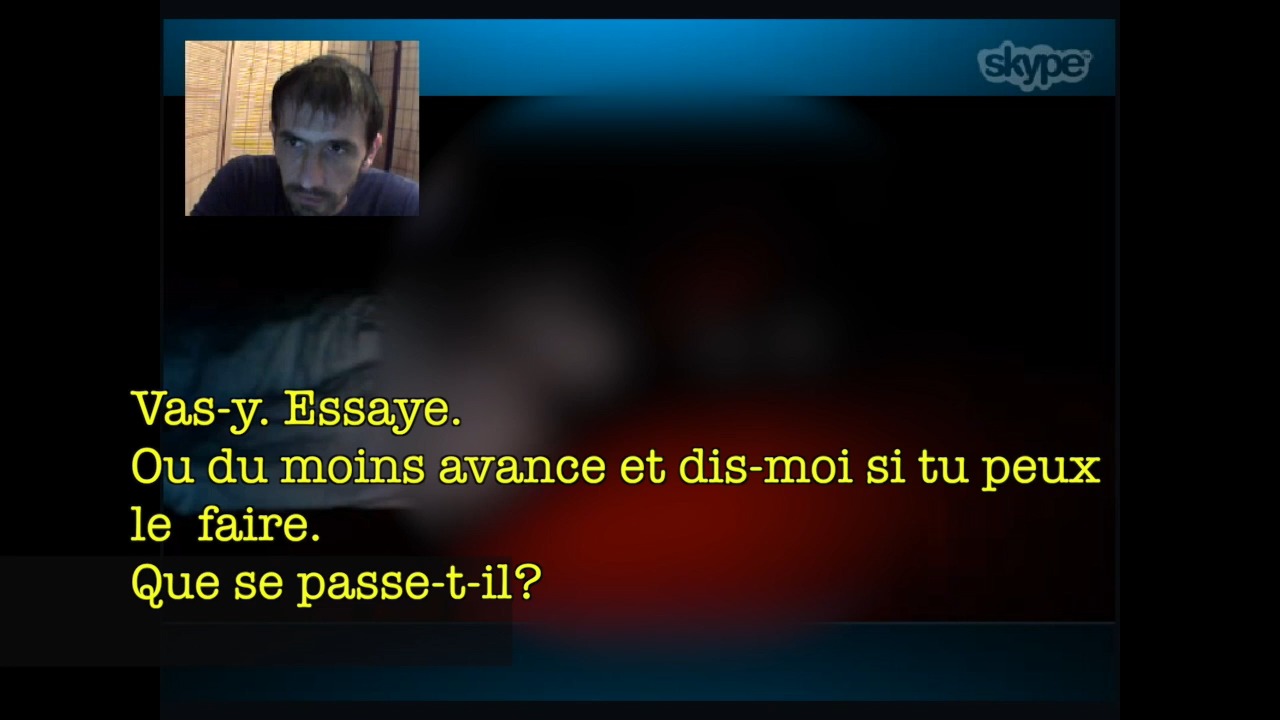 skype
Vas-y. Essaye.
Ou du moins avance et dis-moi si tu peux
le faire.
Que se passe-t-il?